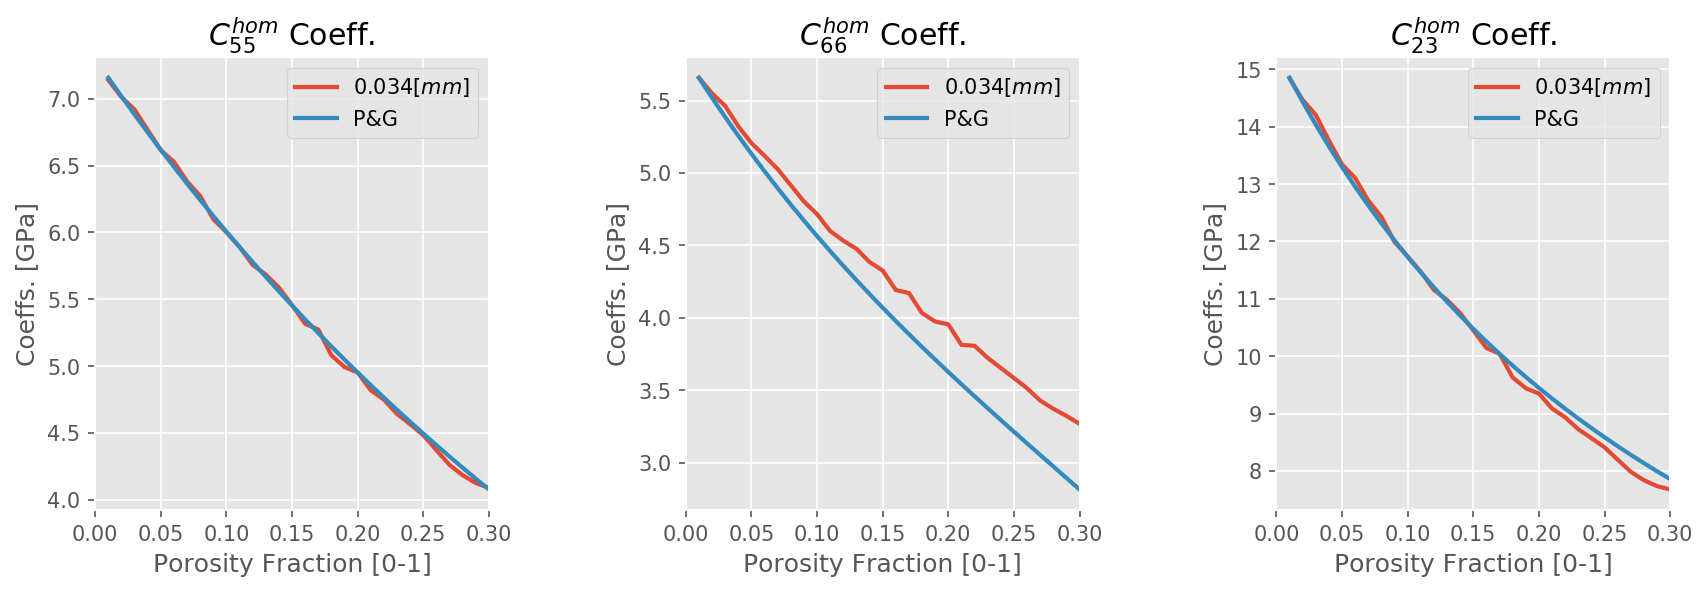 C_{55}^{hom} Coeff.
7.0
6.5
6.0
5.5
5.0
4.5
4.0
Coeffs. [GPa]
0.034[mm]
P&G
0.00 0.05 0.10 0.15 0.20 0.25 0.30
Porosity Fraction [0-1]
C_{66}^{hom} Coeff.
5.5
5.0
4.5
4.0
3.5
3.0
Coeffs. [GPa]
0.034[mm]
P&G
0.00 0.05 0.10 0.15 0.20 0.25 0.30
Porosity Fraction [0-1]
C_{23}^{hom} Coeff.
15
14
13
12
11
10
9
8
Coeffs. [GPa]
0.034[mm]
P&G
0.00 0.05 0.10 0.15 0.20 0.25 0.30
Porosity Fraction [0-1]